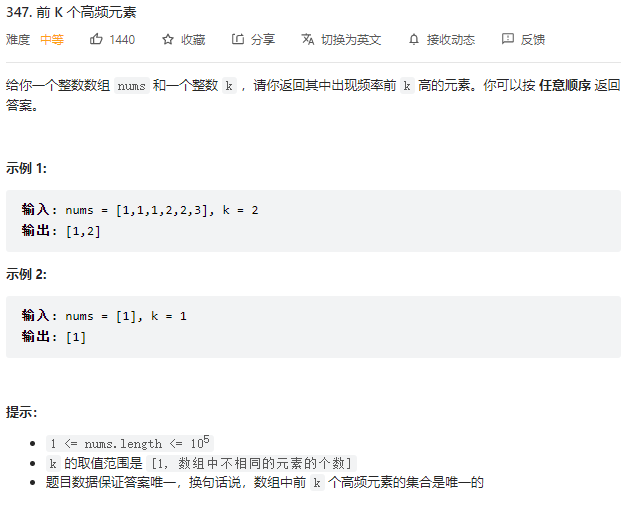 347. 前 K 个高频元素
难度 中等 1440 收藏 分享 切换为英文 接收动态 反馈
给你一个整数数组 nums 和一个整数 k ，请你返回其中出现频率前 k 高的元素。你可以按 任意顺序 返回
答案。
示例 1:
输入: nums = [1,1,1,2,2,3], k = 2
输出: [1,2]
示例 2:
输入: nums = [1], k = 1
输出: [1]
提示：
1 <= nums.length <= 10⁵
k 的取值范围是 [1, 数组中不相同的元素的个数]
题目数据保证答案唯一，换句话说，数组中前 k 个高频元素的集合是唯一的